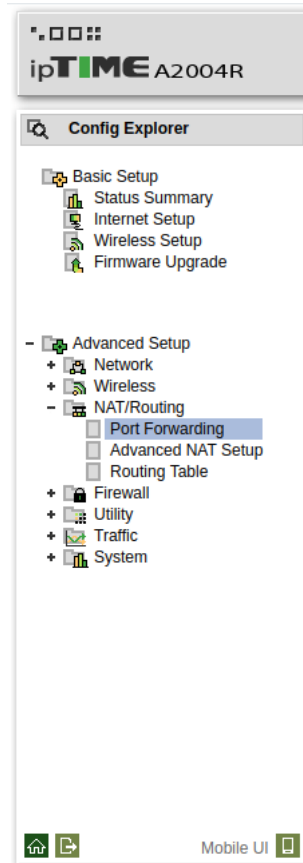 ipTIME A2004R
Config Explorer
Basic Setup
Status Summary
Internet Setup
Wireless Setup
Firmware Upgrade
Advanced Setup
Network
Wireless
NAT/Routing
Port Forwarding
Advanced NAT Setup
Routing Table
Firewall
Utility
Traffic
System
Mobile UI